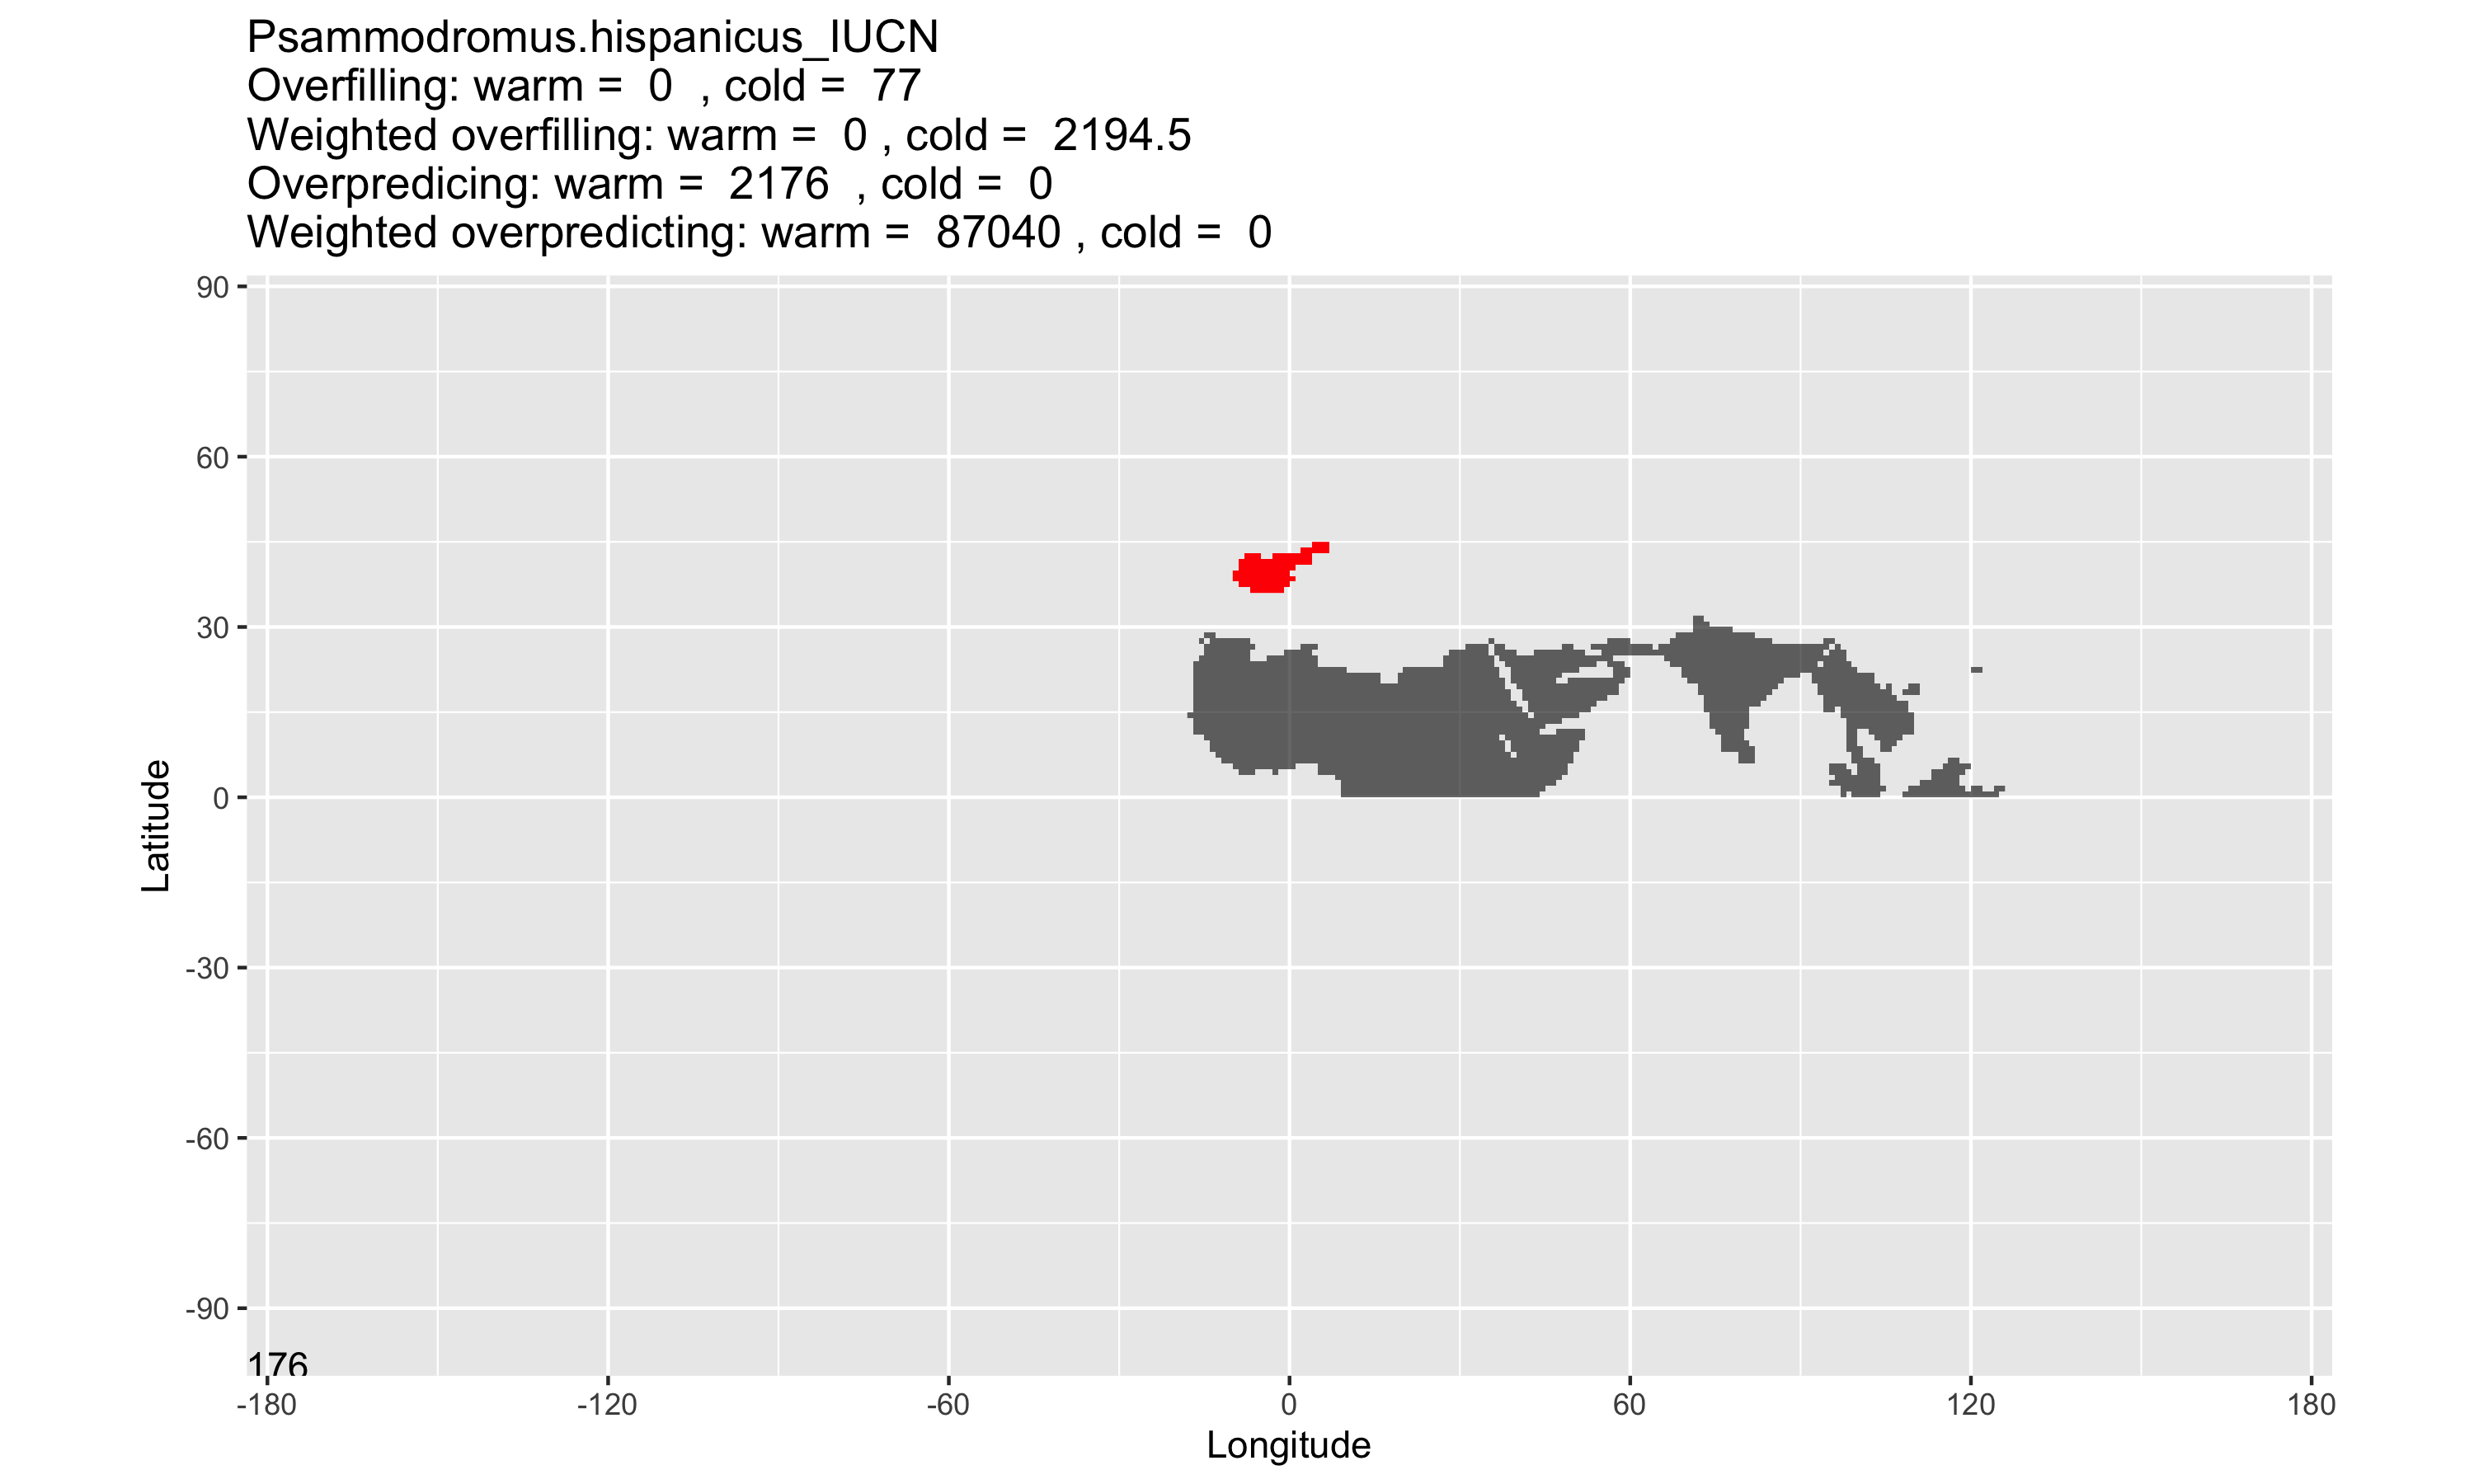 Psammodromus.hispanicus_IUCN
Overfilling: warm =  0  , cold =  77
Weighted overfilling: warm =  0 , cold =  2194.5
Overpredicing: warm =  2176  , cold =  0
Weighted overpredicting: warm =  87040 , cold =  0
90
60
30
0
-30
-60
-90
Latitude
176
-180 -120 -60 0 60 120 180
Longitude